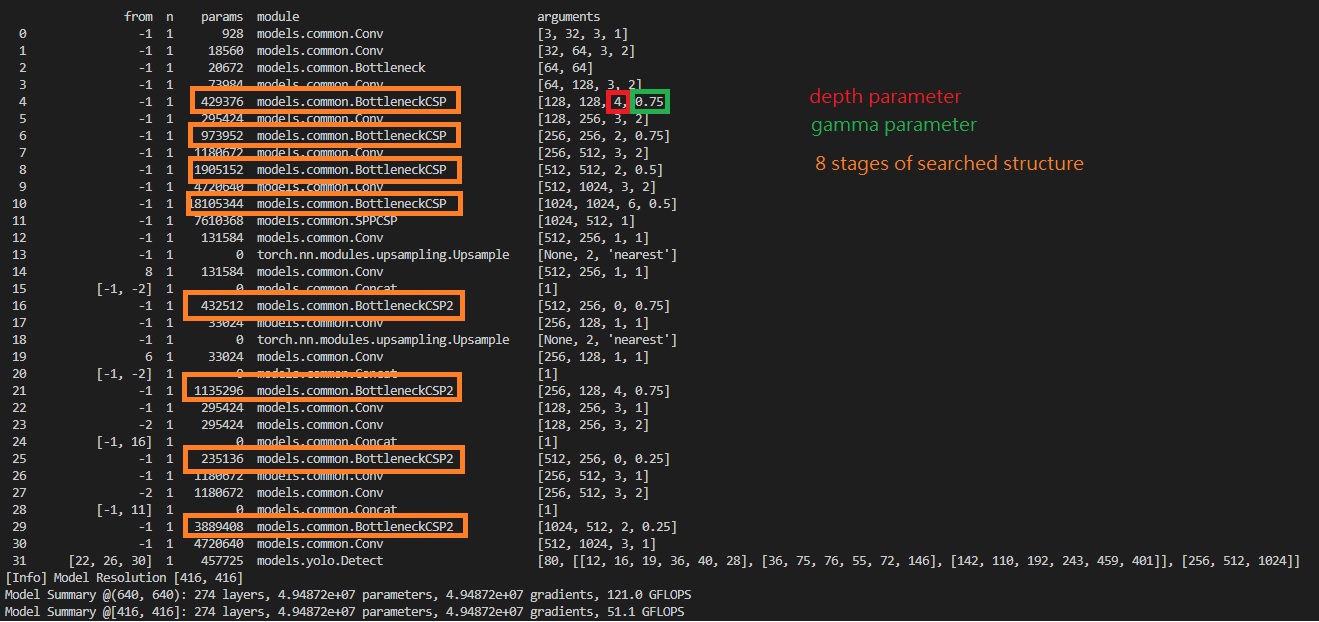 from n params module arguments
0 -1 1 928 models.common.Conv [3, 32, 3, 1]
1 -1 1 18560 models.common.Conv [32, 64, 3, 2]
2 -1 1 20672 models.common.Bottleneck [64, 64]
3 -1 1 73984 models.common.Conv [64, 128, 3, 2]
4 -1 1 429376 models.common.BottleneckCSP [128, 128, 4, 0.75]
depth parameter
5 -1 1 295424 models.common.Conv [128, 256, 3, 2]
gamma parameter
6 -1 1 973952 models.common.BottleneckCSP [256, 256, 2, 0.75]
7 -1 1 1180672 models.common.Conv [256, 512, 3, 2]
8 stages of searched structure
8 -1 1 1905152 models.common.BottleneckCSP [512, 512, 2, 0.5]
9 -1 1 4720640 models.common.Conv [512, 1024, 3, 2]
10 -1 1 18105344 models.common.BottleneckCSP [1024, 1024, 6, 0.5]
11 -1 1 7610368 models.common.SPPCSP [1024, 512, 1]
12 -1 1 131584 models.common.Conv [512, 256, 1, 1]
13 -1 1 0 torch.nn.modules.upsampling.Upsample [None, 2, 'nearest']
14 8 1 131584 models.common.Conv [512, 256, 1, 1]
15 [-1, -2] 1 0 models.common.Concat [1]
16 -1 1 432512 models.common.BottleneckCSP2 [512, 256, 0, 0.75]
17 -1 1 33024 models.common.Conv [256, 128, 1, 1]
18 -1 1 0 torch.nn.modules.upsampling.Upsample [None, 2, 'nearest']
19 6 1 33024 models.common.Conv [256, 128, 1, 1]
20 [-1, -2] 1 0 models.common.Concat [1]
21 -1 1 1135296 models.common.BottleneckCSP2 [256, 128, 4, 0.75]
22 -1 1 295424 models.common.Conv [128, 256, 3, 1]
23 -2 1 295424 models.common.Conv [128, 256, 3, 2]
24 [-1, 16] 1 0 models.common.Concat [1]
25 -1 1 235136 models.common.BottleneckCSP2 [512, 256, 0, 0.25]
26 -1 1 1180672 models.common.Conv [256, 512, 3, 1]
27 -2 1 1180672 models.common.Conv [256, 512, 3, 2]
28 [-1, 11] 1 0 models.common.Concat [1]
29 -1 1 3889408 models.common.BottleneckCSP2 [1024, 512, 2, 0.25]
30 -1 1 4720640 models.common.Conv [512, 1024, 3, 1]
31 [22, 26, 30] 1 457725 models.yolo.Detect [80, [[12, 16, 19, 36, 40, 28], [36, 75, 76, 55, 72, 146], [142, 110, 192, 243, 459, 401]], [256, 512, 1024]]
[Info] Model Resolution [416, 416]
Model Summary @(640, 640): 274 layers, 4.94872e+07 parameters, 4.94872e+07 gradients, 121.0 GFLOPS
Model Summary @[416, 416]: 274 layers, 4.94872e+07 parameters, 4.94872e+07 gradients, 51.1 GFLOPS